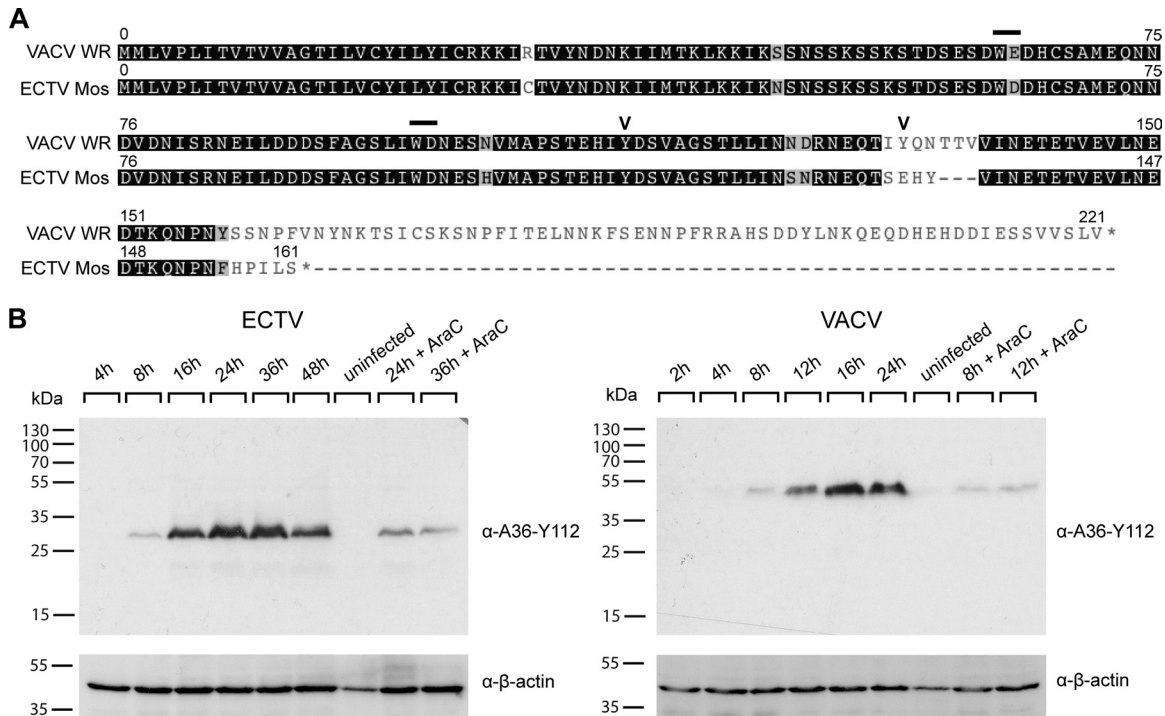 A
0 75
VACV WR MMLVPLITVTVVAGTILVCYILYICRKKIRTVYNDNKIIMTKLKKIKSSNSSKSSKSTDSESDWEDHCSAMEQNN
0 75
ECTV Mos MMLVPLITVTVVAGTILVCYILYICRKKICTVYNDNKIIMTKLKKIKNSNSSKSSKSTDSESDWDDHCSAMEQNN
76 V V 150
VACV WR DVDNISRNEILDDDSFAGSLIWDNESNVMAPSTEHIYDSVAGSTLLINNDRNEQTIYQNTTVVINETETVEVLNE
76 147
ECTV Mos DVDNISRNEILDDDSFAGSLIWDNESHVMAPSTEHIYDSVAGSTLLINSNRNEQTSEHY---VINETETVEVLNE
151 221
VACV WR DTKQNPNYSSNPFVNYNKTSICSKSNPFITELNNKFSENNPFRRAHSDDYLNKQEQDHEHDDIESSVVSLV*
148 161
ECTV Mos DTKQNPNFHPILS*----------------------------------------------------------
B
ECTV
4h 8h 16h 24h 36h 48h uninfected 24h + AraC 36h + AraC
kDa
130
100
70
55
35
25
15
α-A36-Y112
55
35
α-β-actin
VACV
2h 4h 8h 12h 16h 24h uninfected 8h + AraC 12h + AraC
kDa
130
100
70
55
35
25
15
α-A36-Y112
55
35
α-β-actin